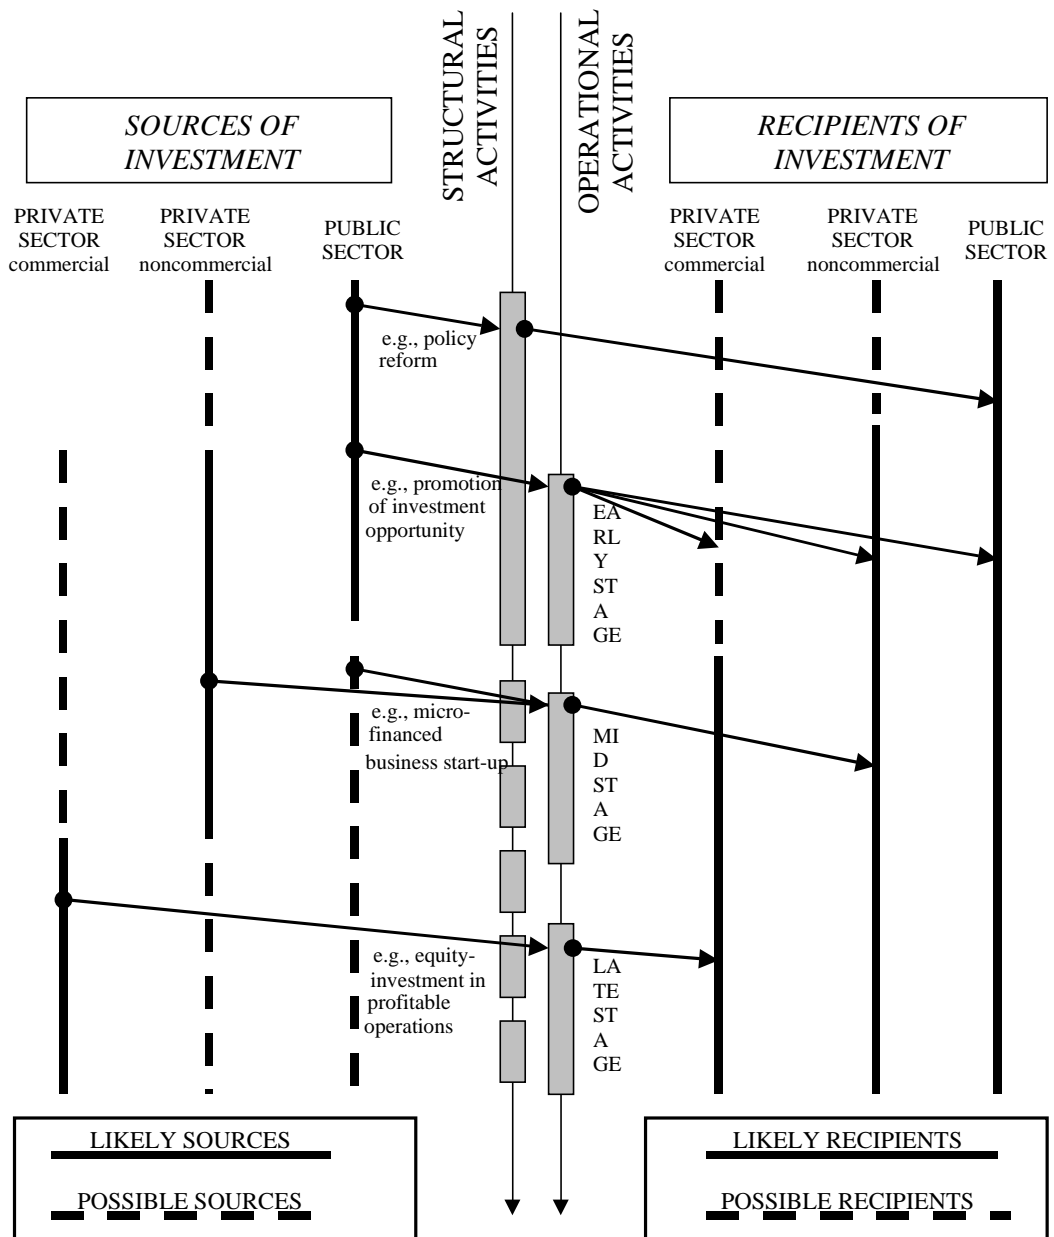 STRUCTURAL
ACTIVITIES
OPERATIONAL
ACTIVITIES
SOURCES OF
INVESTMENT
RECIPIENTS OF
INVESTMENT
PRIVATE
SECTOR
commercial
PRIVATE
SECTOR
noncommercial
PUBLIC
SECTOR
PRIVATE
SECTOR
commercial
PRIVATE
SECTOR
noncommercial
PUBLIC
SECTOR
e.g., policy
reform
e.g., promotion
of investment
opportunity
EA
RL
Y
ST
A
GE
e.g., micro-
financed
business start-up
MI
D
ST
A
GE
e.g., equity-
investment in
profitable
operations
LA
TE
ST
A
GE
LIKELY SOURCES
POSSIBLE SOURCES
LIKELY RECIPIENTS
POSSIBLE RECIPIENTS